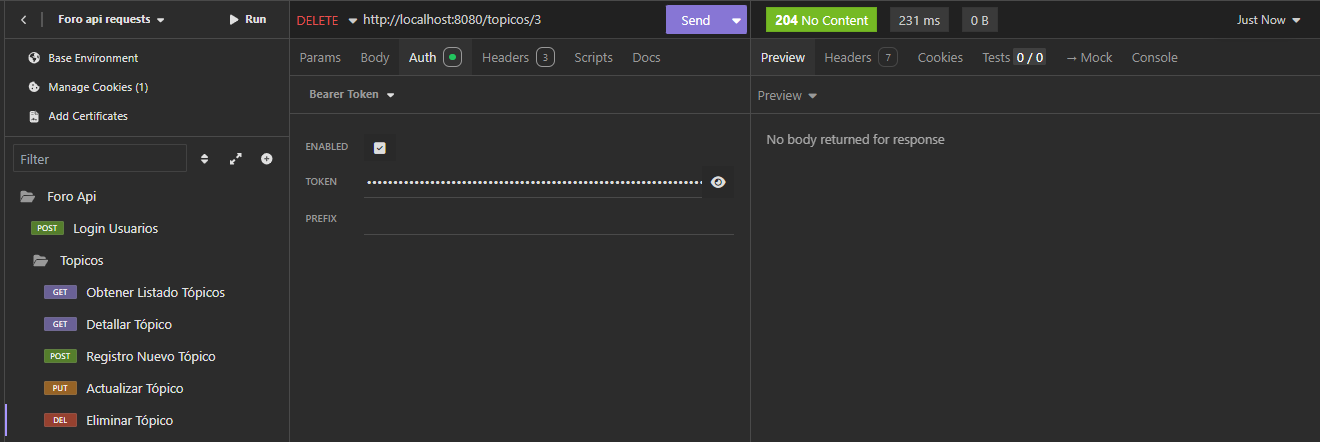 Foro api requests
Run
Base Environment
Manage Cookies (1)
Add Certificates
Filter
Foro Api
POST Login Usuarios
Topicos
GET Obtener Listado Tópicos
GET Detallar Tópico
POST Registro Nuevo Tópico
PUT Actualizar Tópico
DEL Eliminar Tópico
DELETE http://localhost:8080/topicos/3 Send
Params Body Auth Headers 3 Scripts Docs
Bearer Token
ENABLED
TOKEN ••••••••••••••••••••••••••••••••••••••••••••••••••••••••••••••••
PREFIX
204 No Content 231 ms 0 B Just Now
Preview Headers 7 Cookies Tests 0 / 0 → Mock Console
Preview
No body returned for response